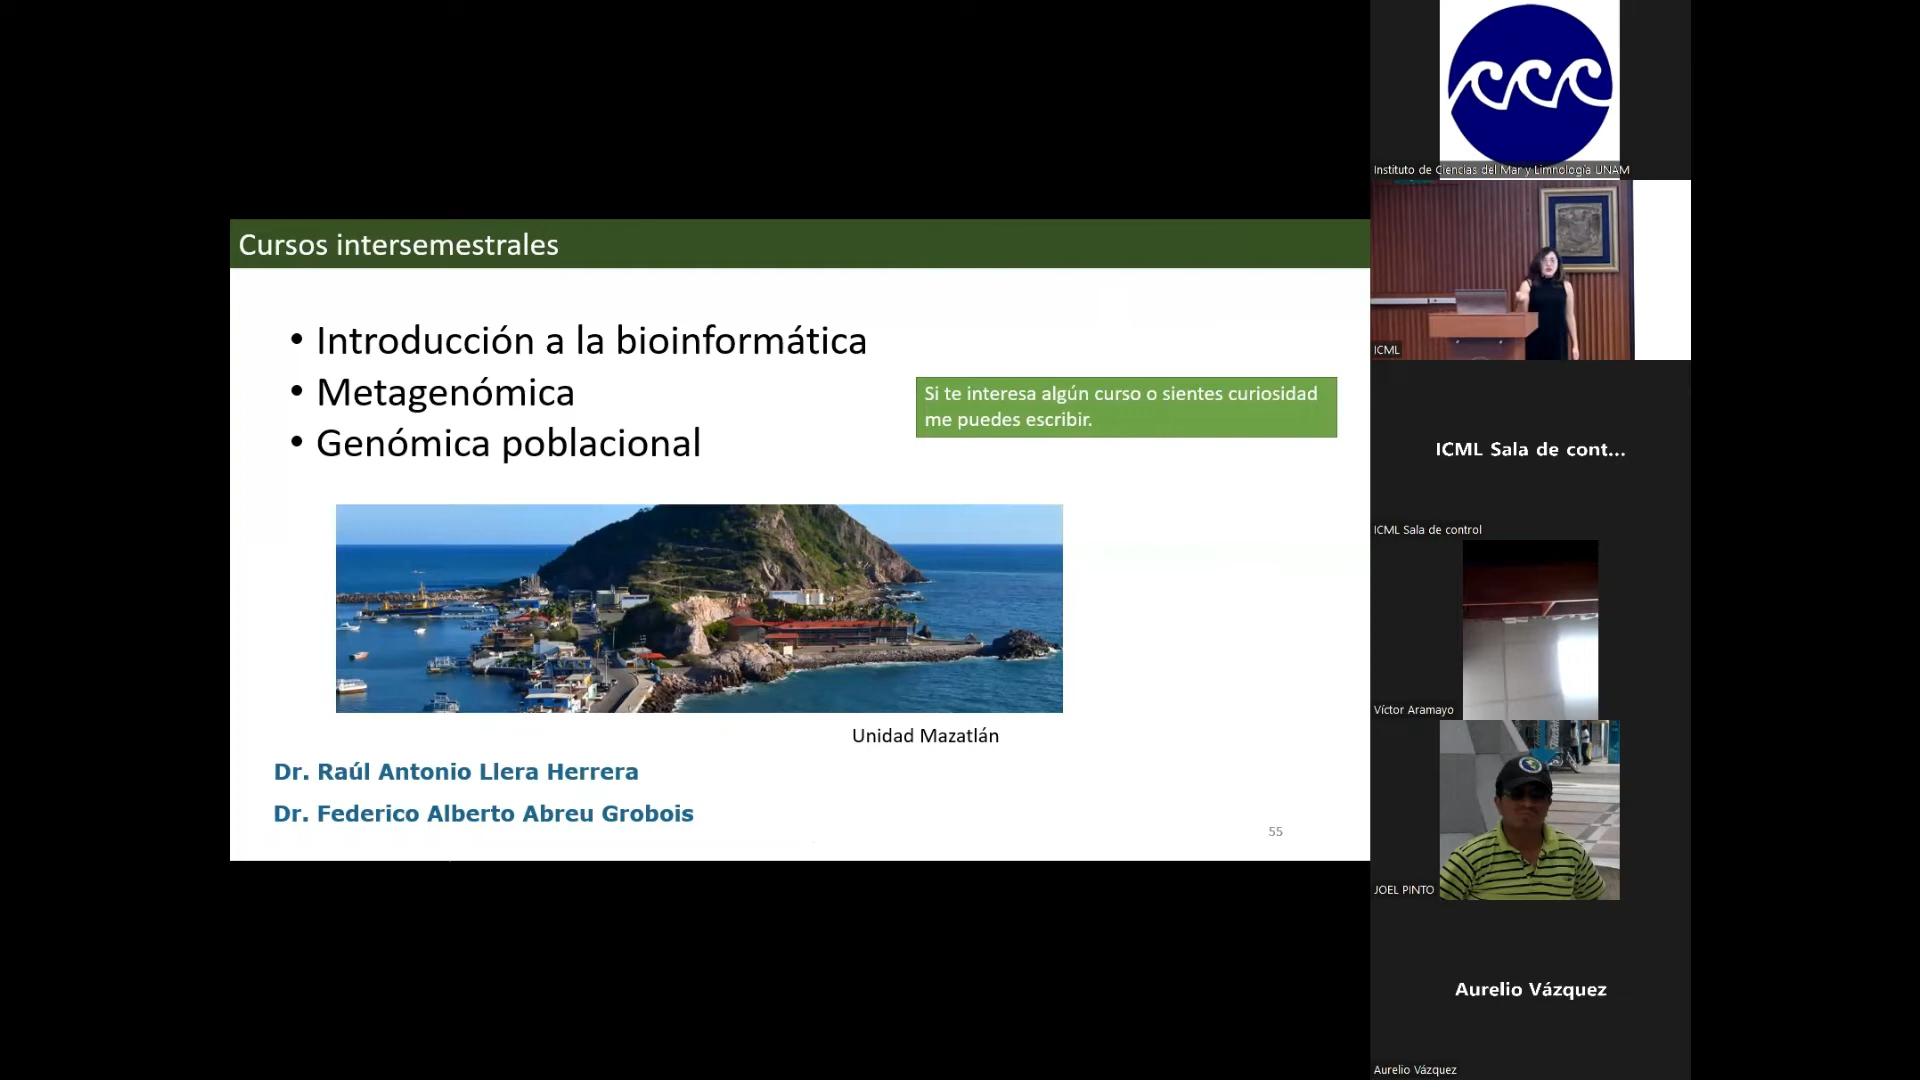 Cursos intersemestrales
• Introducción a la bioinformática
• Metagenómica
• Genómica poblacional
Si te interesa algún curso o sientes curiosidad
me puedes escribir.
Unidad Mazatlán
Dr. Raúl Antonio Llera Herrera
Dr. Federico Alberto Abreu Grobois
55
Instituto de Ciencias del Mar y Limnología UNAM
ICML
ICML Sala de cont...
ICML Sala de control
Víctor Aramayo
JOEL PINTO
Aurelio Vázquez
Aurelio Vázquez